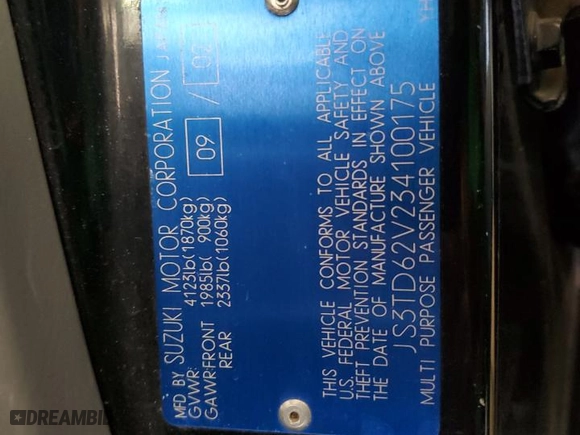 MFD BY SUZUKI MOTOR CORPORATION JAPAN
GVWR: 4123lb(1870kg) 09 / 02
GAWR:FRONT 1985lb( 900kg)
REAR 2337lb(1060kg)
THIS VEHICLE CONFORMS TO ALL APPLICABLE
U.S. FEDERAL MOTOR VEHICLE SAFETY AND
THEFT PREVENTION STANDARDS IN EFFECT ON
THE DATE OF MANUFACTURE SHOWN ABOVE
JS3TD62V234100175
MULTI PURPOSE PASSENGER VEHICLE